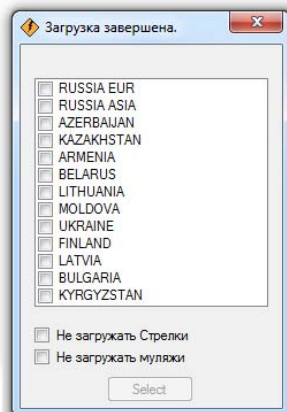 Загрузка завершена.
RUSSIA EUR
RUSSIA ASIA
AZERBAIJAN
KAZAKHSTAN
ARMENIA
BELARUS
LITHUANIA
MOLDOVA
UKRAINE
FINLAND
LATVIA
BULGARIA
KYRGYZSTAN
Не загружать Стрелки
Не загружать муляжи
Select